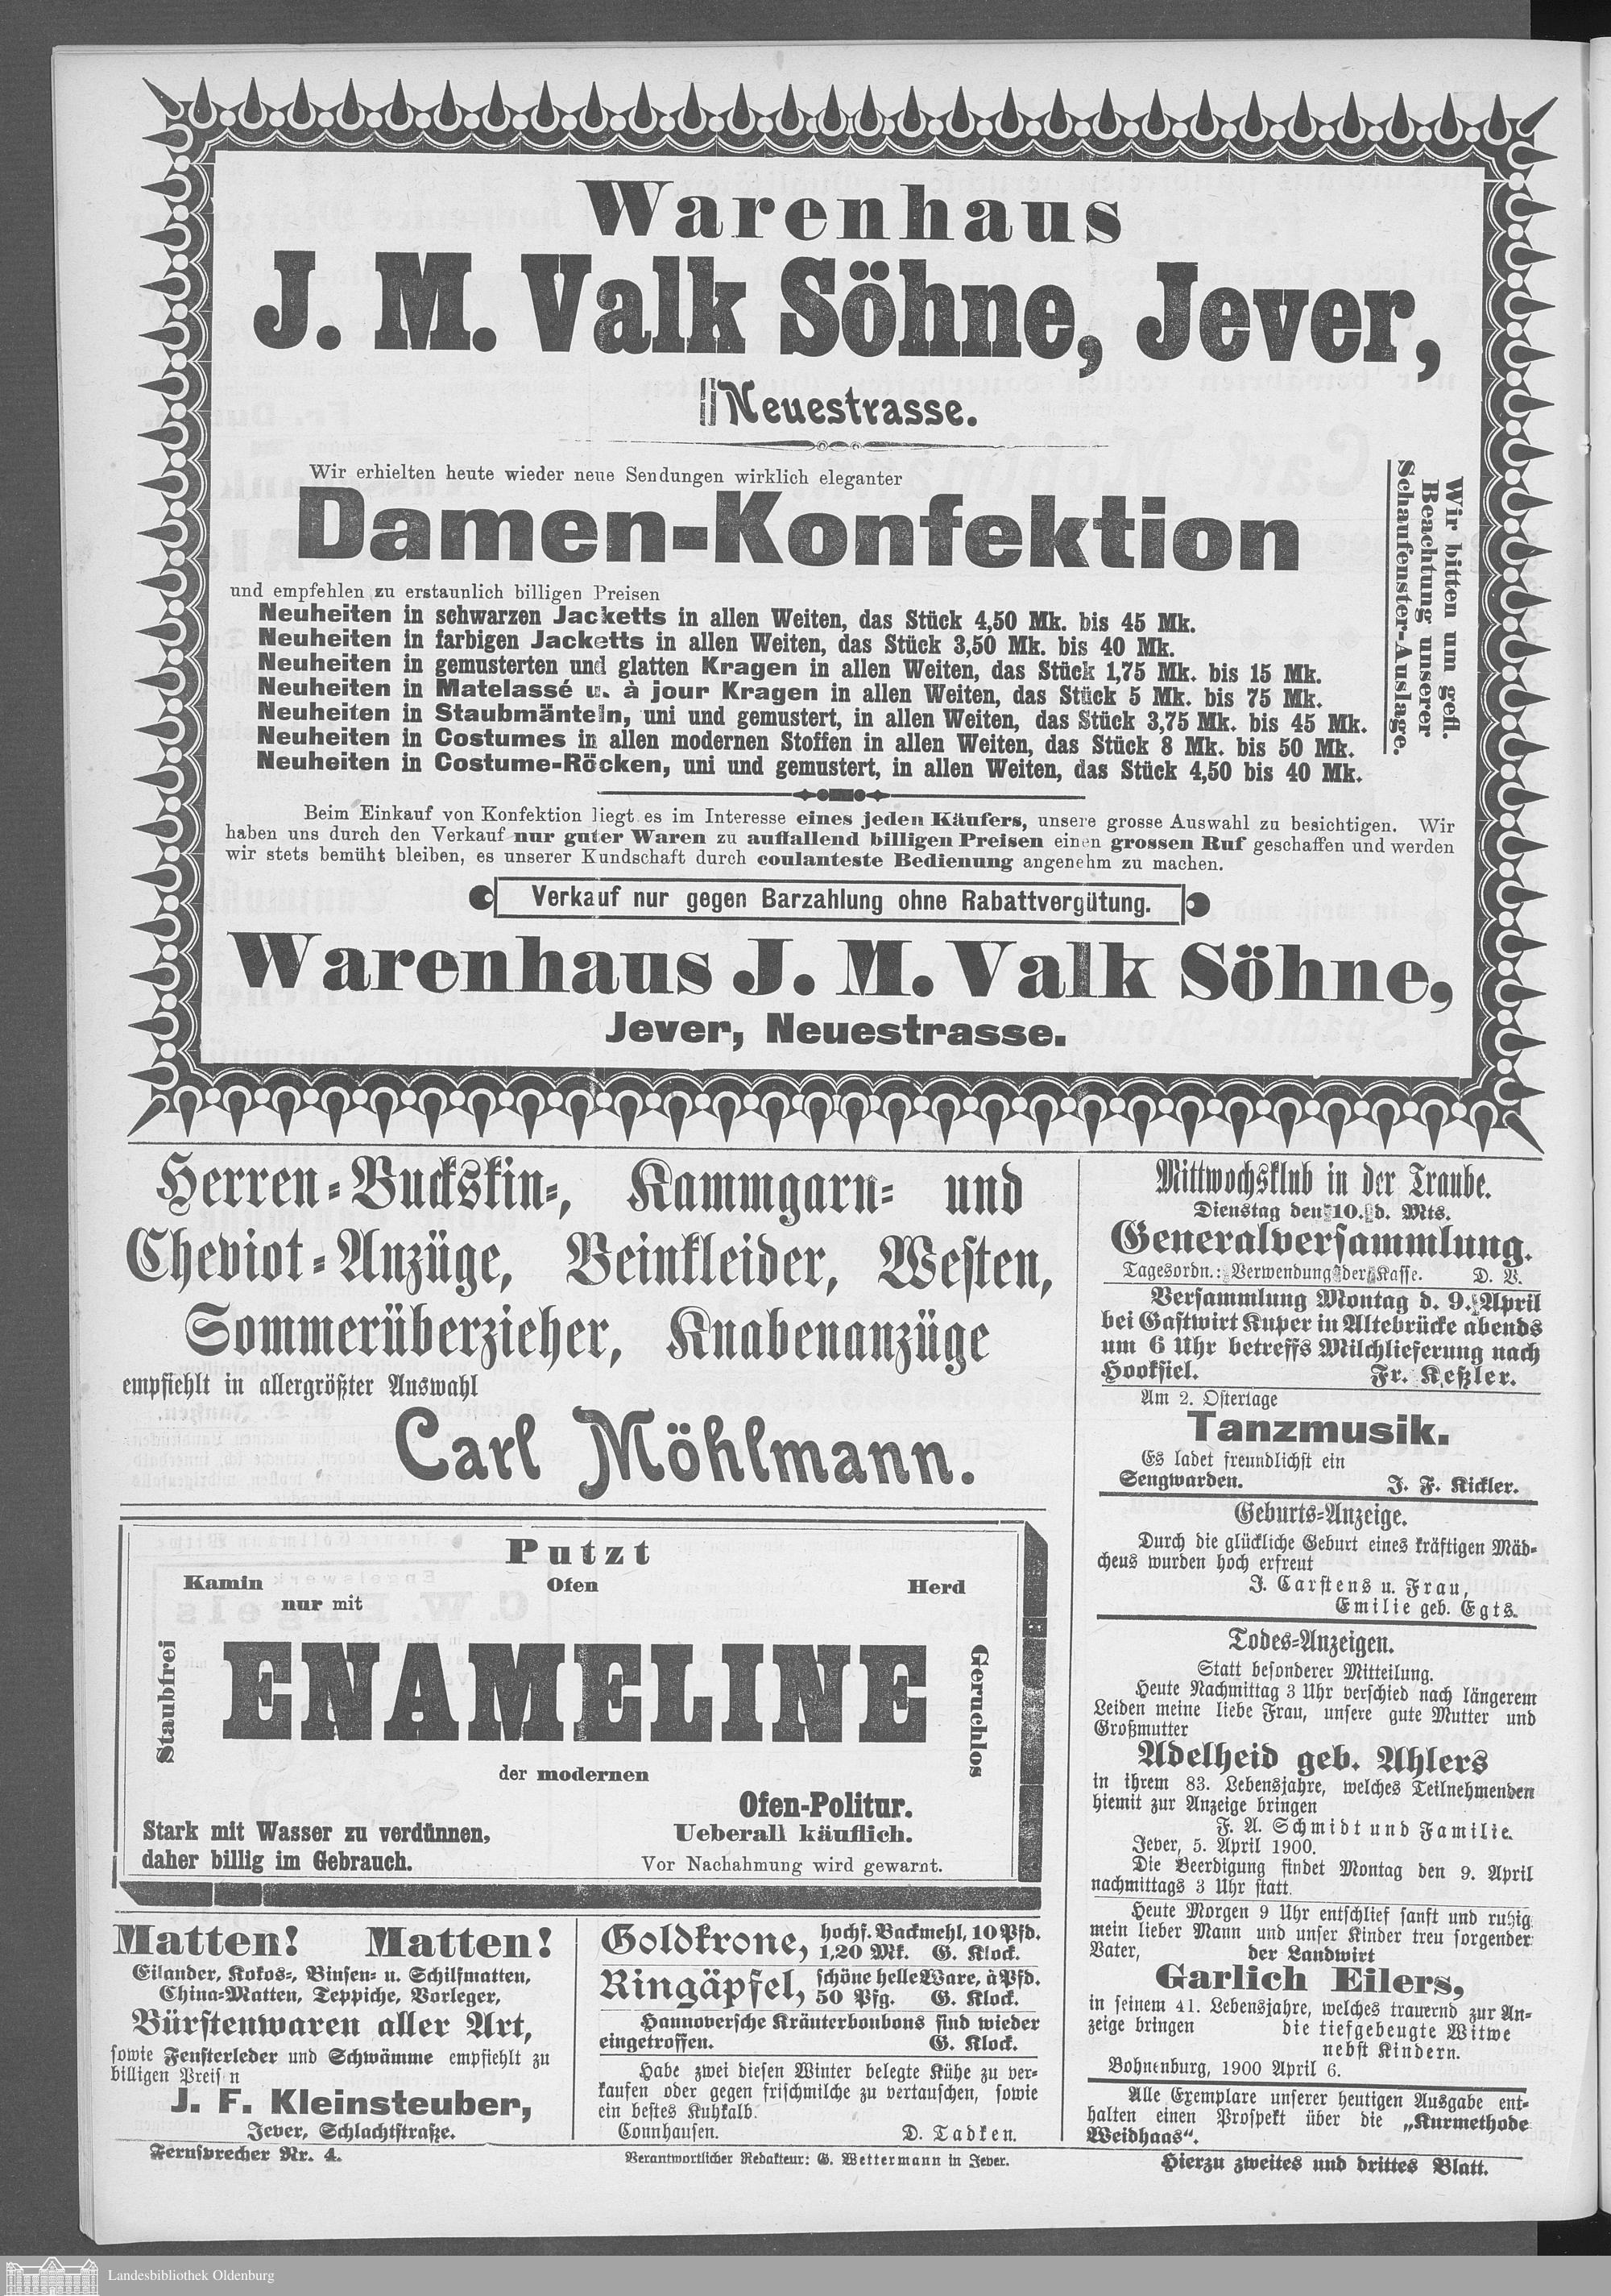 Warenhaus
J. M. Valk Söhne, Jever,
Neuestrasse.
Wir erhielten heute wieder neue Sendungen wirklich eleganter
Damen-Konfektion
und empfehlen zu erstaunlich billigen Preisen
Neuheiten in schwarzen Jacketts in allen Weiten, das Stück 4,50 Mk. bis 45 Mk.
Neuheiten in farbigen Jacketts in allen Weiten, das Stück 3,50 Mk. bis 40 Mk.
Neuheiten in gemusterten und glatten Kragen in allen Weiten, das Stück 1,75 Mk. bis 15 Mk.
Neuheiten in Matelassé u. à jour Kragen in allen Weiten, das Stück 5 Mk. bis 75 Mk.
Neuheiten in Staubmänteln, uni und gemustert, in allen Weiten, das Stück 3,75 Mk. bis 45 Mk.
Neuheiten in Costumes in allen modernen Stoffen in allen Weiten, das Stück 8 Mk. bis 50 Mk.
Neuheiten in Costume-Röcken, uni und gemustert, in allen Weiten, das Stück 4,50 bis 40 Mk.
Wir bitten um gefl.
Beachtung unserer
Schaufenster-Auslage.
Beim Einkauf von Konfektion liegt es im Interesse eines jeden Käufers, unsere grosse Auswahl zu besichtigen. Wir
haben uns durch den Verkauf nur guter Waren zu auffallend billigen Preisen einen grossen Ruf geschaffen und werden
wir stets bemüht bleiben, es unserer Kundschaft durch coulanteste Bedienung angenehm zu machen.
Verkauf nur gegen Barzahlung ohne Rabattvergütung.
Warenhaus J. M. Valk Söhne,
Jever, Neuestrasse.
Herren-Buckskin-, Kammgarn- und
Cheviot-Anzüge, Beinkleider, Westen,
Sommerüberzieher, Knabenanzüge
empfiehlt in allergrößter Auswahl
Carl Möhlmann.
Putzt
Kamin Ofen Herd
nur mit
Staubfrei
ENAMELINE
Geruchlos
der modernen
Ofen-Politur.
Stark mit Wasser zu verdünnen,
daher billig im Gebrauch.
Ueberall käuflich.
Vor Nachahmung wird gewarnt.
Matten! Matten!
Eilander, Kokos-, Binsen- u. Schilfmatten,
China-Matten, Teppiche, Vorleger,
Bürstenwaren aller Art,
sowie Fensterleder und Schwämme empfiehlt zu
billigen Preisen
J. F. Kleinsteuber,
Jever, Schlachtstraße.
Fernsprecher Nr. 4.
Goldkrone, hochf. Backmehl, 10 Pfd.
1,20 Mk. G. Klock.
Ringäpfel, schöne helle Ware, à Pfd.
50 Pfg. G. Klock.
Hannoversche Kräuterbonbons sind wieder
eingetroffen. G. Klock.
Habe zwei diesen Winter belegte Kühe zu ver-
kaufen oder gegen frischmilche zu vertauschen, sowie
ein bestes Kuhkalb.
Connhausen. D. Tadken.
Verantwortlicher Redakteur: G. Wettermann in Jever.
Mittwochsklub in der Traube.
Dienstag den 10. d. Mts.
Generalversammlung.
Tagesordn.: Verwendung der Kasse. D. V.
Versammlung Montag d. 9. April
bei Gastwirt Kuper in Altebrücke abends
um 6 Uhr betreffs Milchlieferung nach
Hooksiel. Fr. Keßler.
Am 2. Ostertage
Tanzmusik.
Es ladet freundlichst ein
Sengwarden. J. F. Kickler.
Geburts-Anzeige.
Durch die glückliche Geburt eines kräftigen Mäd-
chens wurden hoch erfreut
J. Carstens u. Frau,
Emilie geb. Egts.
Todes-Anzeigen.
Statt besonderer Mitteilung.
Heute Nachmittag 3 Uhr verschied nach längerem
Leiden meine liebe Frau, unsere gute Mutter und
Großmutter
Adelheid geb. Ahlers
in ihrem 83. Lebensjahre, welches Teilnehmenden
hiemit zur Anzeige bringen
F. A. Schmidt und Familie.
Jever, 5. April 1900.
Die Beerdigung findet Montag den 9. April
nachmittags 3 Uhr statt.
Heute Morgen 9 Uhr entschlief sanft und ruhig
mein lieber Mann und unser Kinder treu sorgender
Vater, der Landwirt
Garlich Eilers,
in seinem 41. Lebensjahre, welches trauernd zur An-
zeige bringen die tiefgebeugte Witwe
nebst Kindern.
Bohnenburg, 1900 April 6.
Alle Exemplare unserer heutigen Ausgabe ent-
halten einen Prospekt über die „Kurmethode
Weidhaas“.
Hierzu zweites und drittes Blatt.
Landesbibliothek Oldenburg